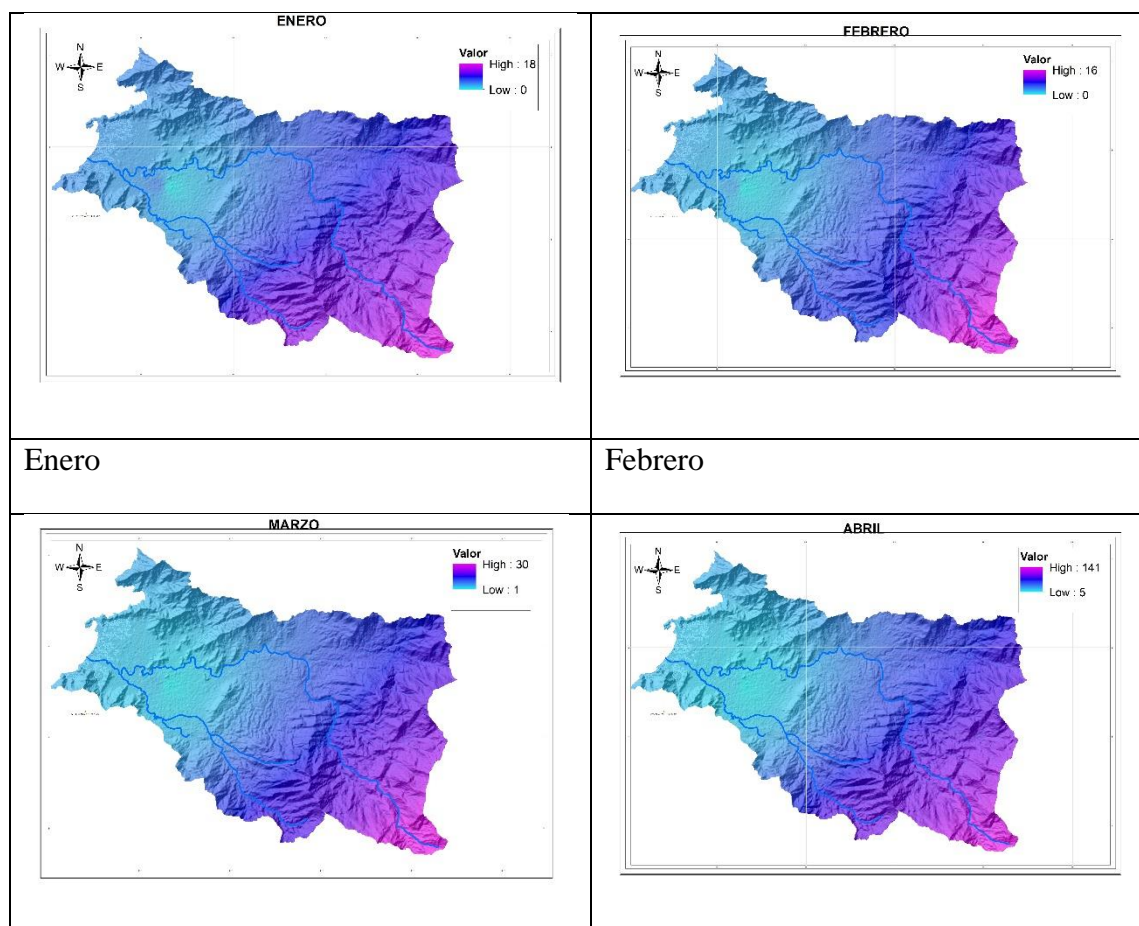 ENERO
N
W E
S
Valor
High : 18
Low : 0
FEBRERO
N
W E
S
Valor
High : 16
Low : 0
Enero
Febrero
MARZO
N
W E
S
Valor
High : 30
Low : 1
ABRIL
N
W E
S
Valor
High : 141
Low : 5